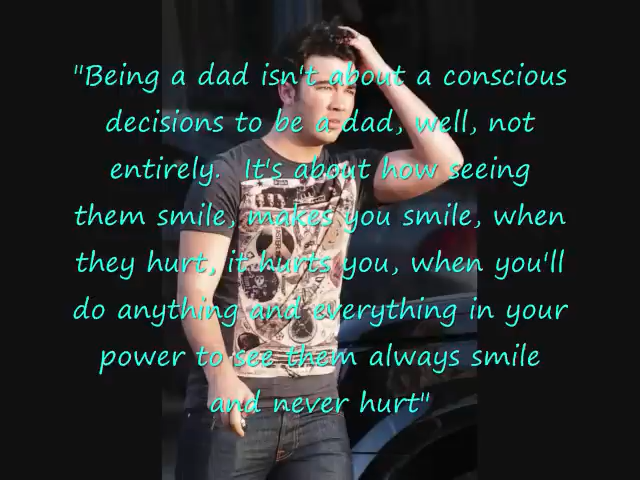 "Being a dad isn't about a conscious
decisions to be a dad, well, not
entirely.  It's about how seeing
them smile, makes you smile, when
they hurt, it hurts you, when you'll
do anything and everything in your
power to see them always smile
and never hurt"